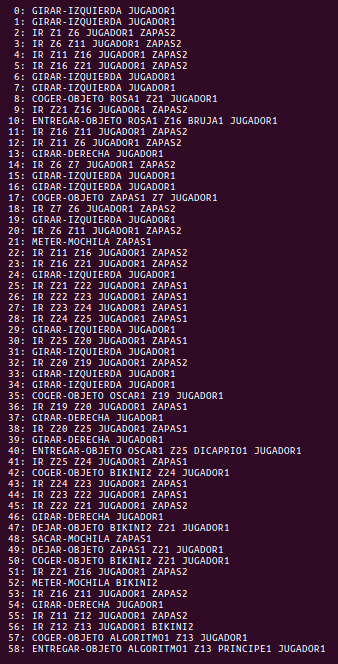 0: GIRAR-IZQUIERDA JUGADOR1
1: GIRAR-IZQUIERDA JUGADOR1
2: IR Z1 Z6 JUGADOR1 ZAPAS2
3: IR Z6 Z11 JUGADOR1 ZAPAS2
4: IR Z11 Z16 JUGADOR1 ZAPAS2
5: IR Z16 Z21 JUGADOR1 ZAPAS2
6: GIRAR-IZQUIERDA JUGADOR1
7: GIRAR-IZQUIERDA JUGADOR1
8: COGER-OBJETO ROSA1 Z21 JUGADOR1
9: IR Z21 Z16 JUGADOR1 ZAPAS2
10: ENTREGAR-OBJETO ROSA1 Z16 BRUJA1 JUGADOR1
11: IR Z16 Z11 JUGADOR1 ZAPAS2
12: IR Z11 Z6 JUGADOR1 ZAPAS2
13: GIRAR-DERECHA JUGADOR1
14: IR Z6 Z7 JUGADOR1 ZAPAS2
15: GIRAR-IZQUIERDA JUGADOR1
16: GIRAR-IZQUIERDA JUGADOR1
17: COGER-OBJETO ZAPAS1 Z7 JUGADOR1
18: IR Z7 Z6 JUGADOR1 ZAPAS2
19: GIRAR-IZQUIERDA JUGADOR1
20: IR Z6 Z11 JUGADOR1 ZAPAS2
21: METER-MOCHILA ZAPAS1
22: IR Z11 Z16 JUGADOR1 ZAPAS2
23: IR Z16 Z21 JUGADOR1 ZAPAS2
24: GIRAR-IZQUIERDA JUGADOR1
25: IR Z21 Z22 JUGADOR1 ZAPAS1
26: IR Z22 Z23 JUGADOR1 ZAPAS1
27: IR Z23 Z24 JUGADOR1 ZAPAS1
28: IR Z24 Z25 JUGADOR1 ZAPAS1
29: GIRAR-IZQUIERDA JUGADOR1
30: IR Z25 Z20 JUGADOR1 ZAPAS1
31: GIRAR-IZQUIERDA JUGADOR1
32: IR Z20 Z19 JUGADOR1 ZAPAS2
33: GIRAR-IZQUIERDA JUGADOR1
34: GIRAR-IZQUIERDA JUGADOR1
35: COGER-OBJETO OSCAR1 Z19 JUGADOR1
36: IR Z19 Z20 JUGADOR1 ZAPAS1
37: GIRAR-DERECHA JUGADOR1
38: IR Z20 Z25 JUGADOR1 ZAPAS1
39: GIRAR-DERECHA JUGADOR1
40: ENTREGAR-OBJETO OSCAR1 Z25 DICAPRIO1 JUGADOR1
41: IR Z25 Z24 JUGADOR1 ZAPAS1
42: COGER-OBJETO BIKINI2 Z24 JUGADOR1
43: IR Z24 Z23 JUGADOR1 ZAPAS1
44: IR Z23 Z22 JUGADOR1 ZAPAS1
45: IR Z22 Z21 JUGADOR1 ZAPAS2
46: GIRAR-DERECHA JUGADOR1
47: DEJAR-OBJETO BIKINI2 Z21 JUGADOR1
48: SACAR-MOCHILA ZAPAS1
49: DEJAR-OBJETO ZAPAS1 Z21 JUGADOR1
50: COGER-OBJETO BIKINI2 Z21 JUGADOR1
51: IR Z21 Z16 JUGADOR1 ZAPAS2
52: METER-MOCHILA BIKINI2
53: IR Z16 Z11 JUGADOR1 ZAPAS2
54: GIRAR-DERECHA JUGADOR1
55: IR Z11 Z12 JUGADOR1 ZAPAS2
56: IR Z12 Z13 JUGADOR1 BIKINI2
57: COGER-OBJETO ALGORITMO1 Z13 JUGADOR1
58: ENTREGAR-OBJETO ALGORITMO1 Z13 PRINCIPE1 JUGADOR1